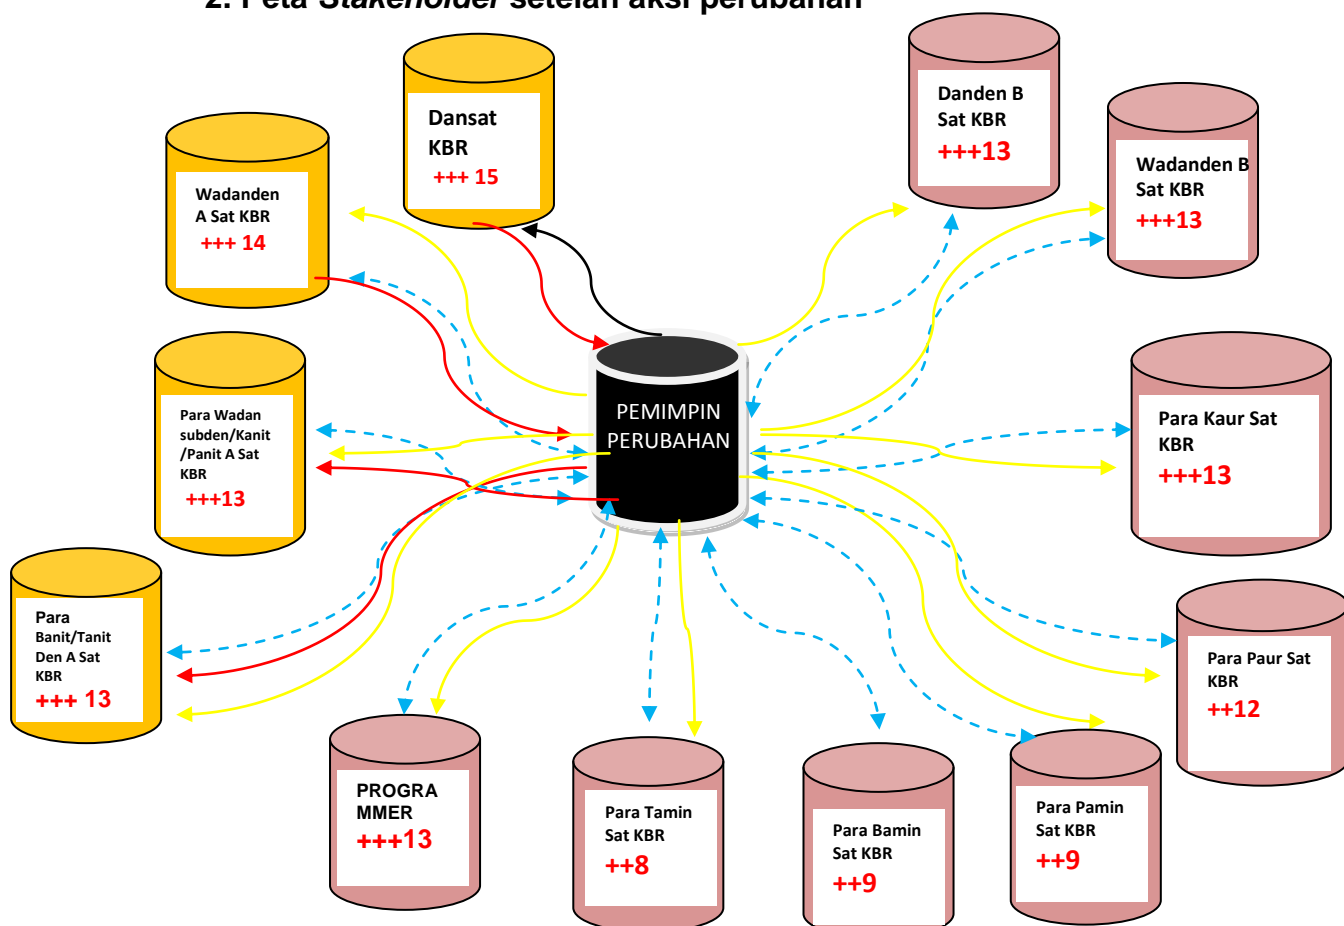 2. Peta Stakeholder setelah aksi perubahan
Dansat
KBR
+++ 15
Danden B
Sat KBR
+++13
Wadanden
A Sat KBR
+++ 14
Wadanden B
Sat KBR
+++13
PEMIMPIN
PERUBAHAN
Para Wadan
subden/Kanit
/Panit A Sat
KBR
+++13
Para Kaur Sat
KBR
+++13
Para
Banit/Tanit
Den A Sat
KBR
+++ 13
Para Paur Sat
KBR
++12
PROGRA
MMER
+++13
Para Tamin
Sat KBR
++8
Para Bamin
Sat KBR
++9
Para Pamin
Sat KBR
++9